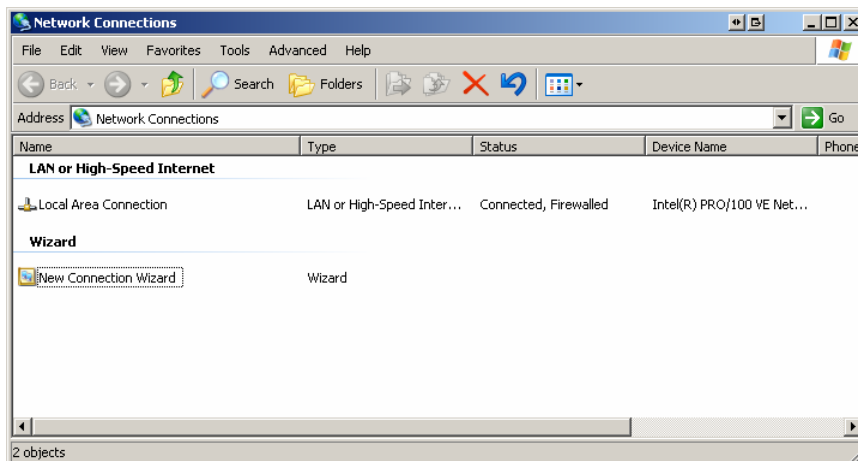 Network Connections
File Edit View Favorites Tools Advanced Help
Back Search Folders
Address Network Connections Go
Name Type Status Device Name Phone
LAN or High-Speed Internet
Local Area Connection LAN or High-Speed Inter... Connected, Firewalled Intel(R) PRO/100 VE Net...
Wizard
New Connection Wizard Wizard
2 objects